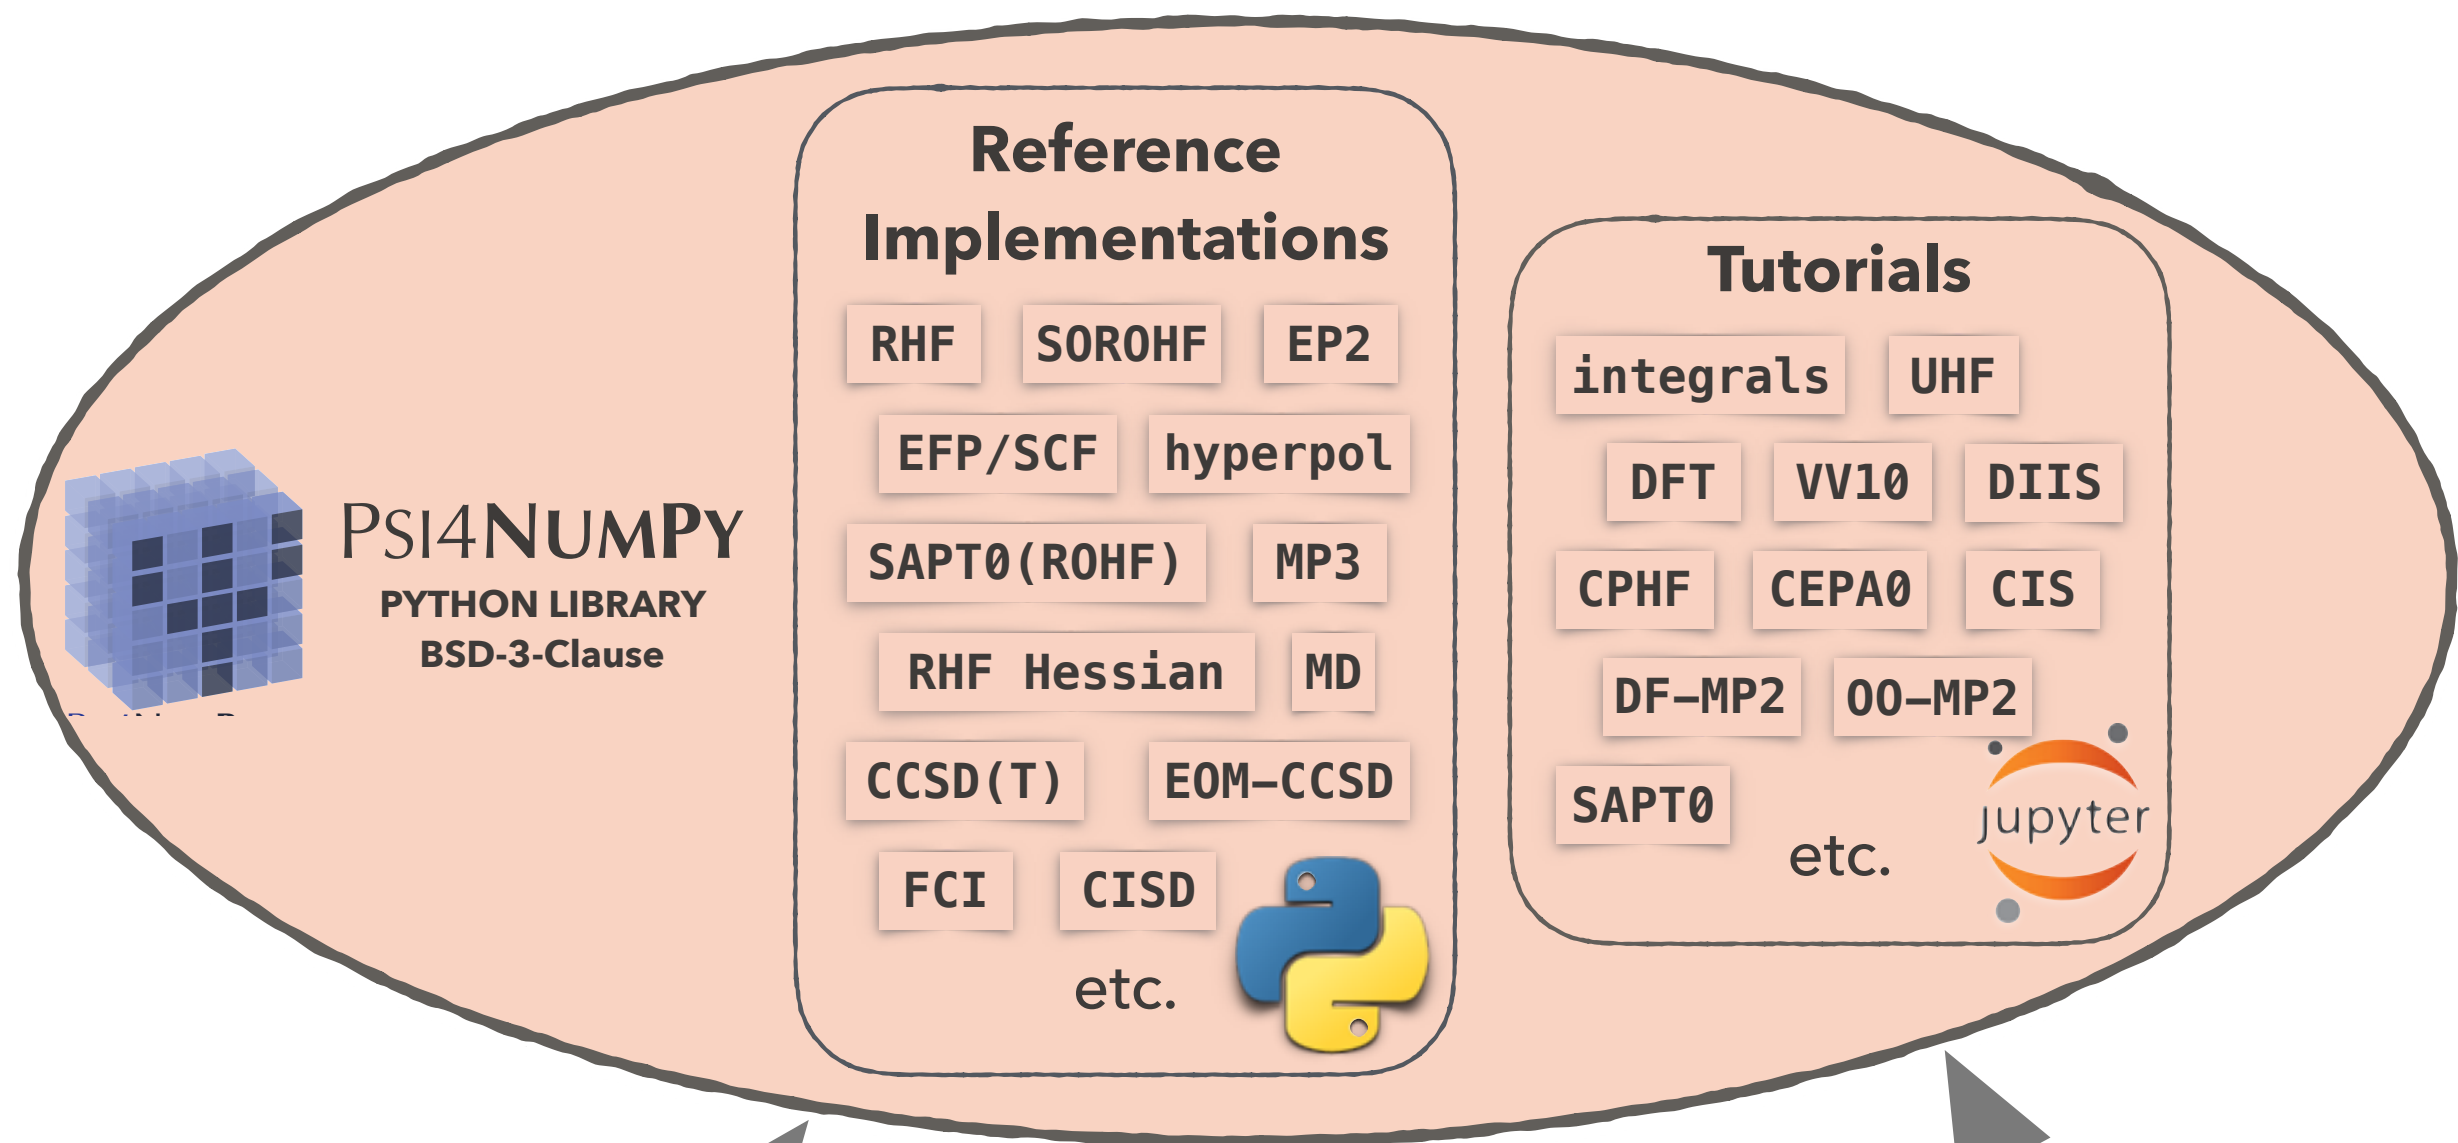 Reference
Implementations
RHF SOROHF EP2
EFP/SCF hyperpol
SAPT0(ROHF) MP3
RHF Hessian MD
CCSD(T) EOM–CCSD
FCI CISD
etc.
Tutorials
integrals UHF
DFT VV10 DIIS
CPHF CEPA0 CIS
DF–MP2 OO–MP2
SAPT0
etc.
jupyter
PSI4NUMPY
PYTHON LIBRARY
BSD-3-Clause